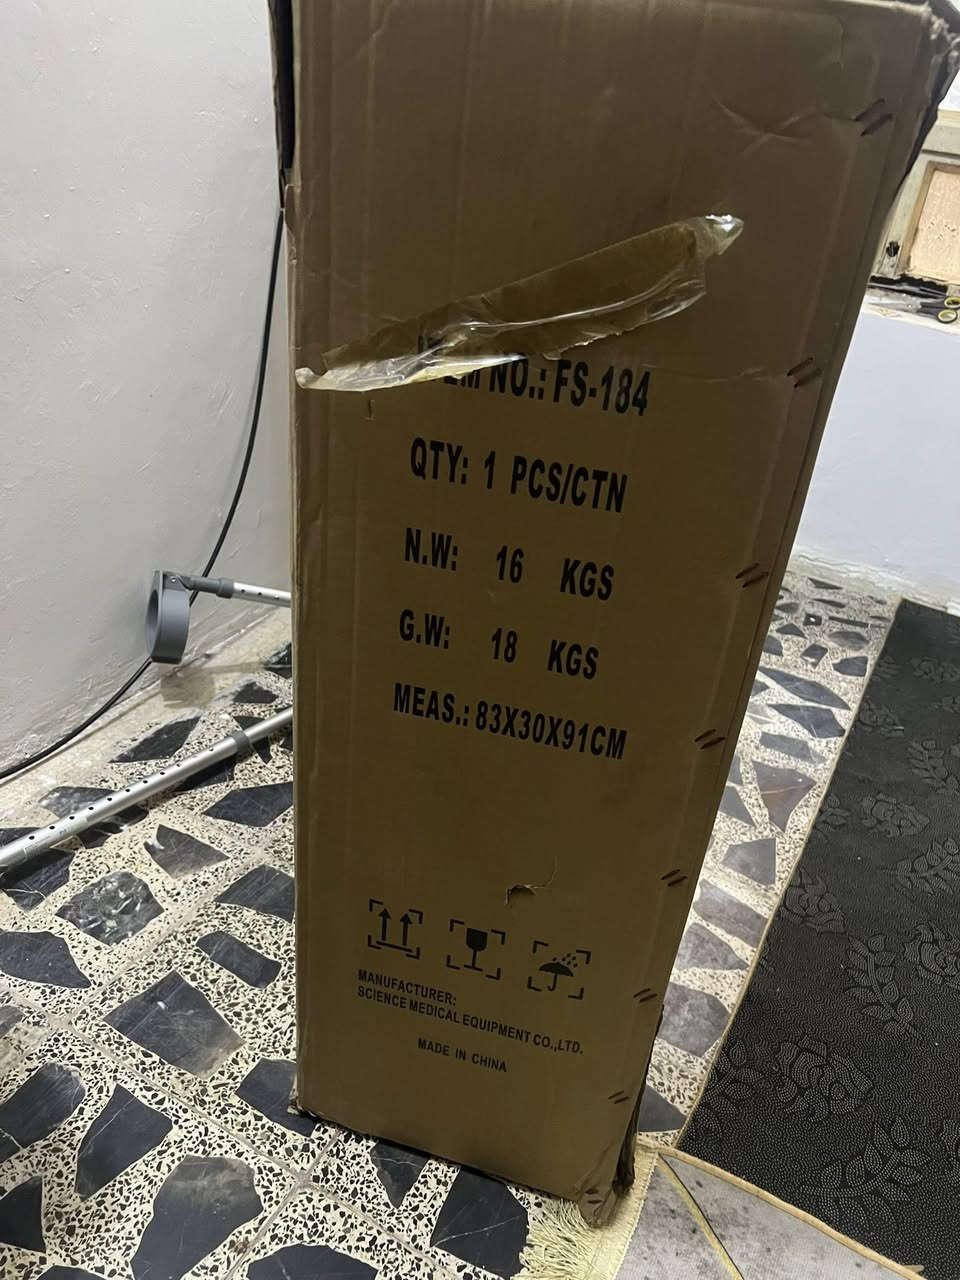 ITEM NO.: FS-184
QTY: 1 PCS/CTN
N.W: 16 KGS
G.W: 18 KGS
MEAS.: 83X30X91CM
MANUFACTURER:
SCIENCE MEDICAL EQUIPMENT CO.,LTD.
MADE IN CHINA